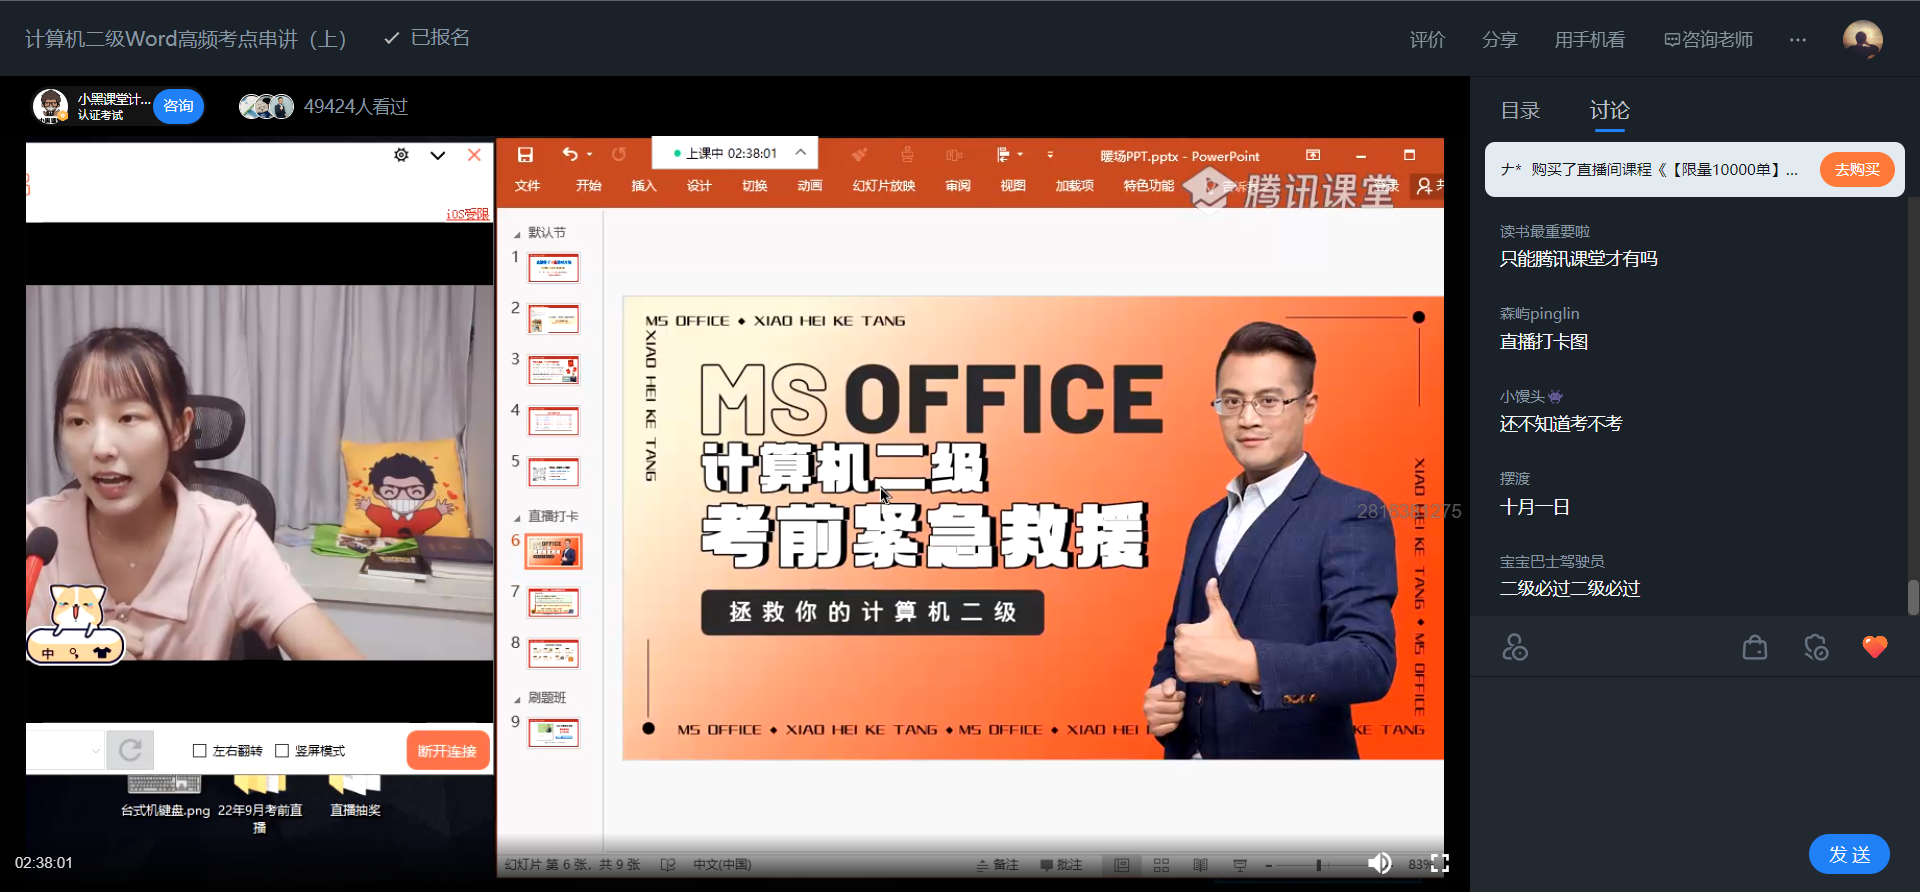 计算机二级Word高频考点串讲（上）
已报名
评价
分享
用手机看
咨询老师
小黑课堂计...
认证考试
咨询
49424人看过
目录
讨论
ナ* 购买了直播间课程《【限量10000单】...
去购买
读书最重要啦
只能腾讯课堂才有吗
森屿pinglin
直播打卡图
小馒头
还不知道考不考
摆渡
十月一日
宝宝巴士驾驶员
二级必过二级必过
发 送
iOS受限
上课中 02:38:01
暖场PPT.pptx - PowerPoint
文件
开始
插入
设计
切换
动画
幻灯片放映
审阅
视图
加载项
特色功能
腾讯课堂
默认节
1
2
3
4
5
直播打卡
6
7
8
刷题班
9
MS OFFICE ◆ XIAO HEI KE TANG
XIAO HEI KE TANG
MS OFFICE
计算机二级
考前紧急救援
拯救你的计算机二级
XIAO HEI KE TANG ◆ MS OFFICE
MS OFFICE ◆ XIAO HEI KE TANG ◆ MS OFFICE ◆ XIAO HEI
KE TANG
中
左右翻转
竖屏模式
断开连接
台式机键盘.png
22年9月考前直
播
直播抽奖
02:38:01
幻灯片 第 6 张，共 9 张
中文(中国)
备注
批注
83%